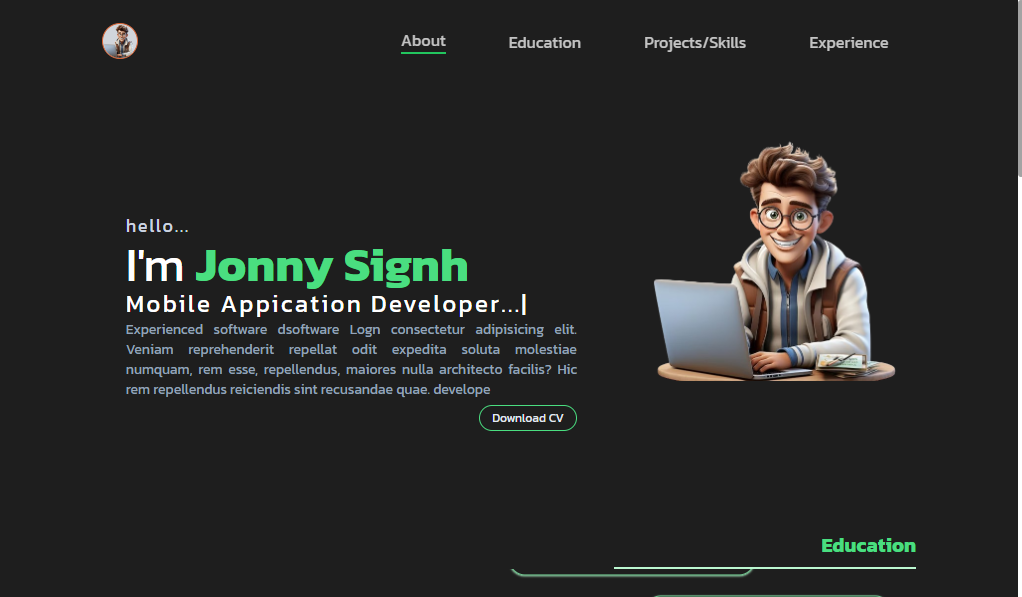 About Education Projects/Skills Experience
hello...
I'm Jonny Signh
Mobile Appication Developer...|
Experienced software dsoftware Logn consectetur adipisicing elit.
Veniam reprehenderit repellat odit expedita soluta molestiae
numquam, rem esse, repellendus, maiores nulla architecto facilis? Hic
rem repellendus reiciendis sint recusandae quae. develope
Download CV
Education